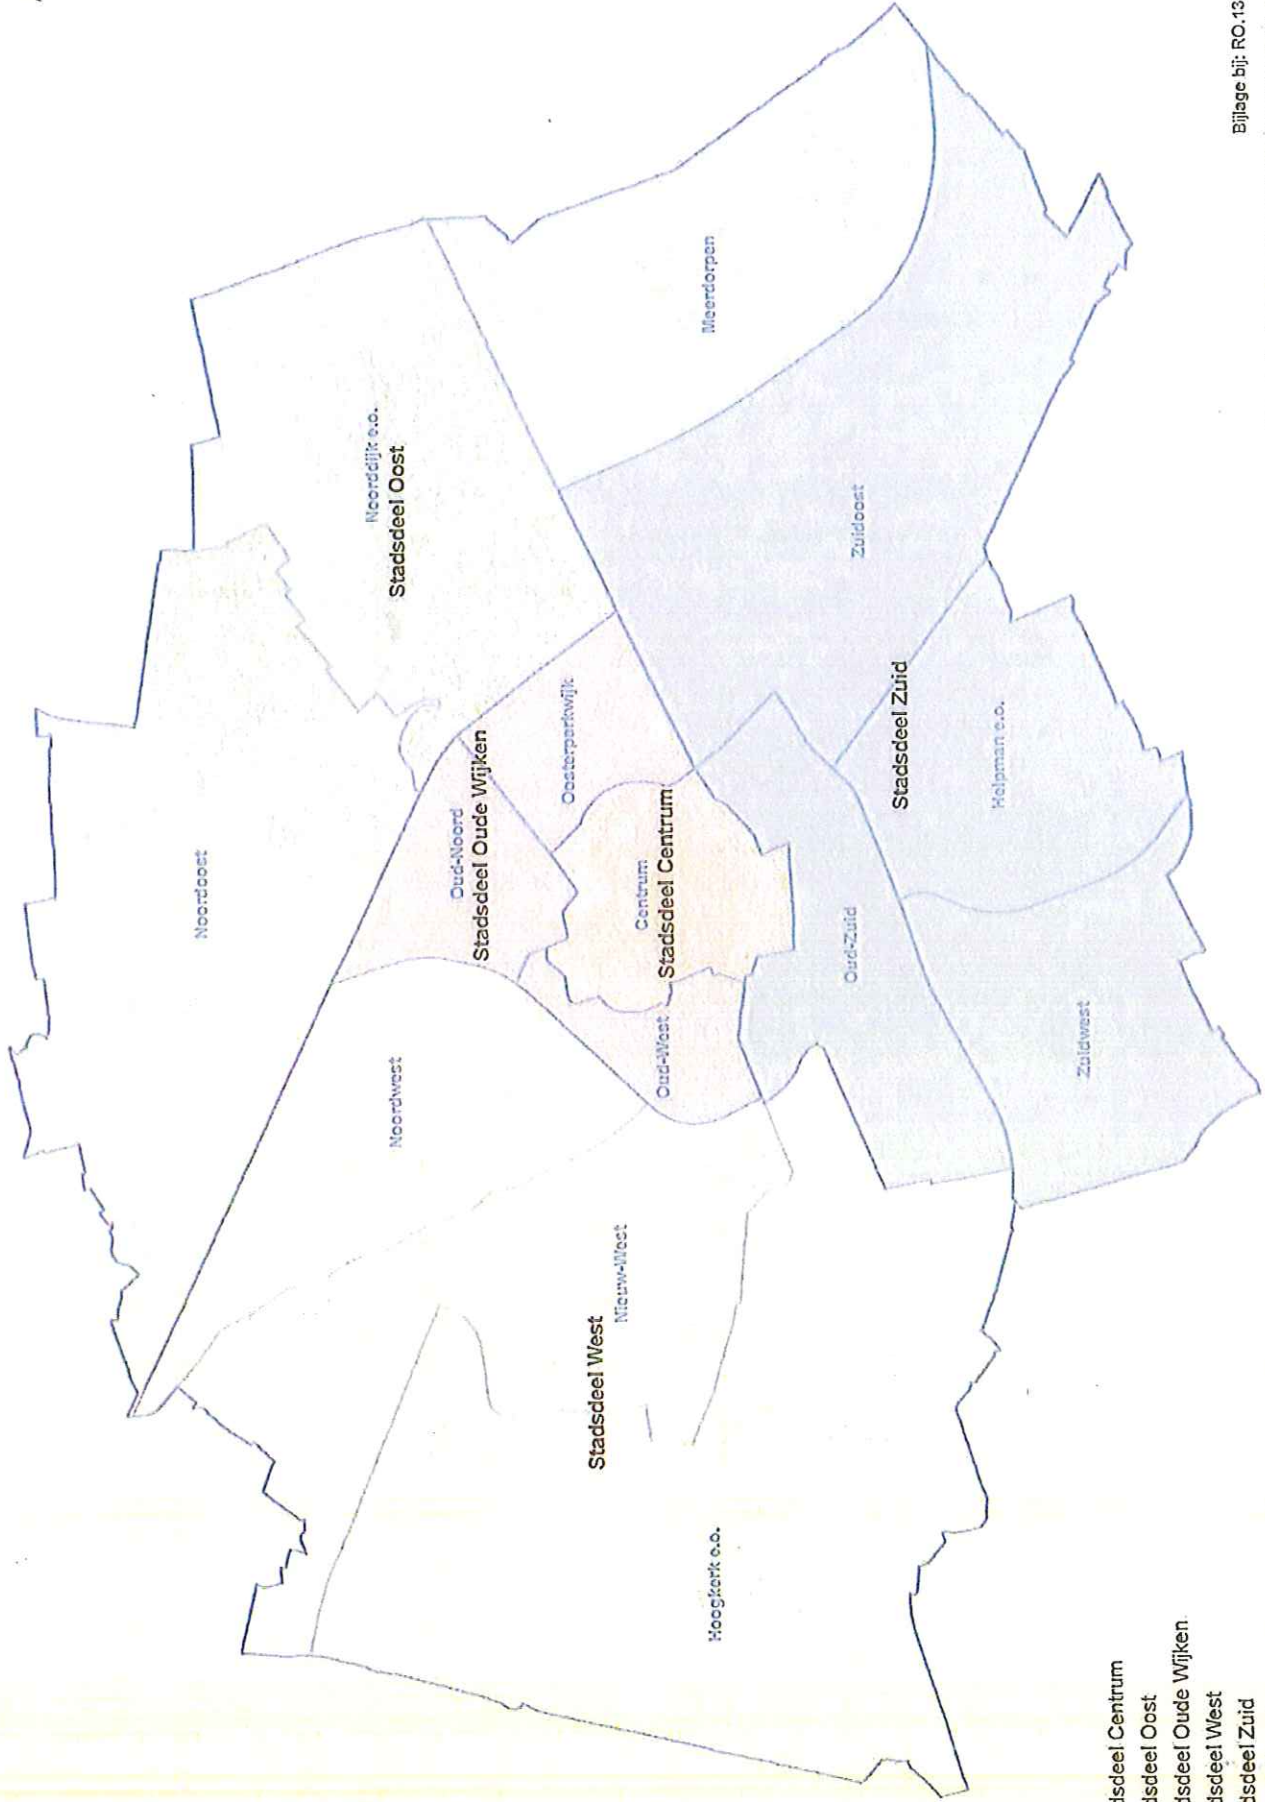 Noordoost
Noorddijk e.o.
Stadsdeel Oost
Meerdorpen
Noordwest
Oud-Noord
Stadsdeel Oude Wijken
Oosterparkwijk
Centrum
Stadsdeel Centrum
Oud-West
Nieuw-West
Stadsdeel West
Hoogkerk e.o.
Oud-Zuid
Zuidoost
Stadsdeel Zuid
Helpman e.o.
Zuidwest
dsdeel Centrum
dsdeel Oost
dsdeel Oude Wijken
dsdeel West
dsdeel Zuid
Bijlage bij: RO.13